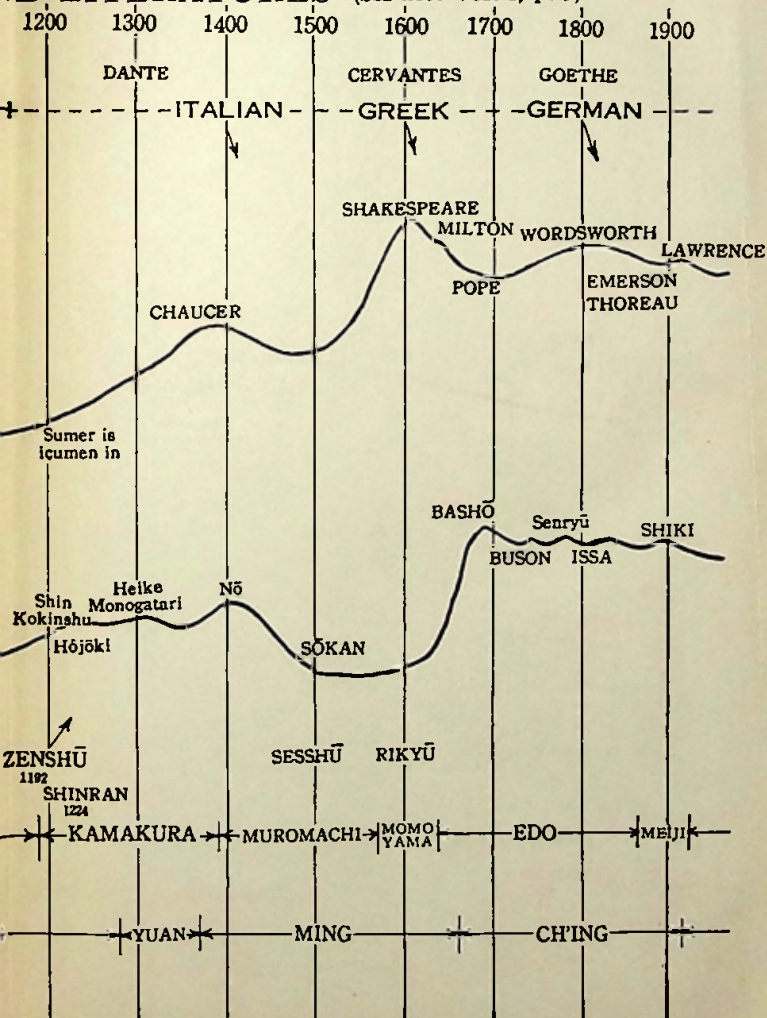 1200 1300 1400 1500 1600 1700 1800 1900
DANTE CERVANTES GOETHE
ITALIAN GREEK GERMAN
SHAKESPEARE
MILTON
WORDSWORTH
LAWRENCE
POPE
EMERSON
THOREAU
CHAUCER
Sumer is
icumen in
BASHŌ
Senryū
SHIKI
BUSON ISSA
Heike
Monogatari
Nō
Shin
Kokinshu
Hōjōki
SŌKAN
ZENSHŪ
1192
SESSHŪ RIKYŪ
SHINRAN
1224
KAMAKURA MUROMACHI MOMO EDO MEIJI
YAMA
YUAN MING CH'ING